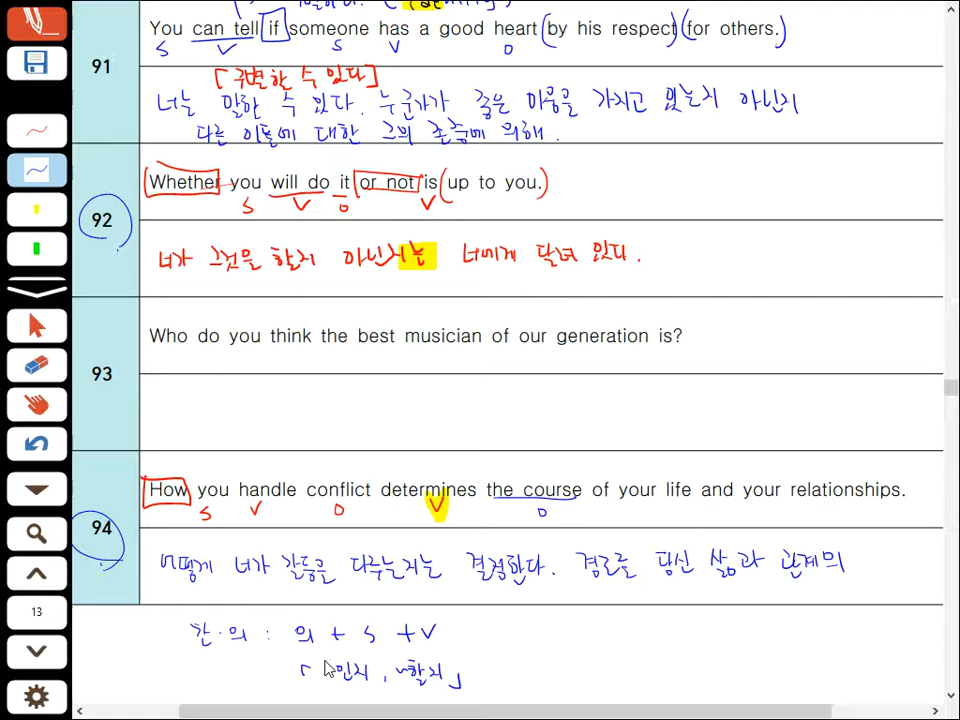 You can tell if someone has a good heart (by his respect) (for others.)
S V S V O
91
[구별할 수 있다]
너는 말할 수 있다. 누군가가 좋은 마음을 가지고 있는지 아닌지
다른 이들에 대한 그의 존중에 의해.
(Whether you will do it or not is (up to you.)
S V O V
92
너가 그것을 할지 아닌지는 너에게 달려 있다.
Who do you think the best musician of our generation is?
93
How you handle conflict determines the course of your life and your relationships.
S V O V O
94
어떻게 너가 갈등을 다루는지는 결정한다. 경로를 당신 삶과 관계의
간·의 : 의 + S + V
「 인지, ~할지」
13